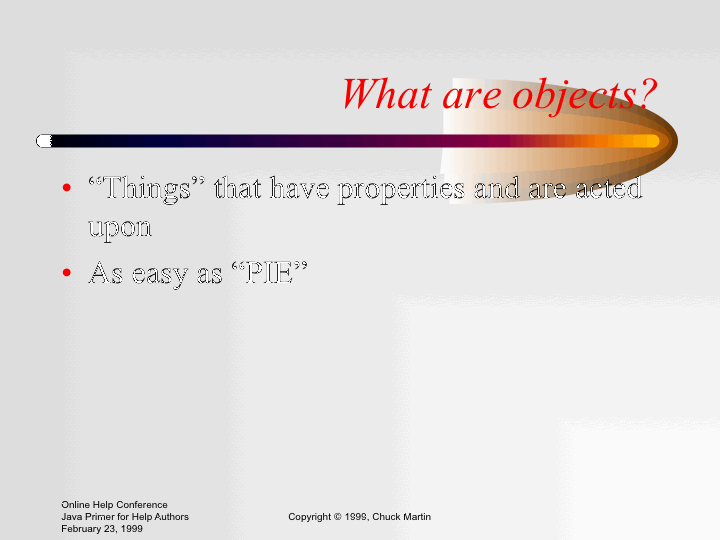 What are objects?
• “Things” that have properties and are acted
upon
• As easy as “PIE”
Online Help Conference
Java Primer for Help Authors
February 23, 1999
Copyright © 1999, Chuck Martin